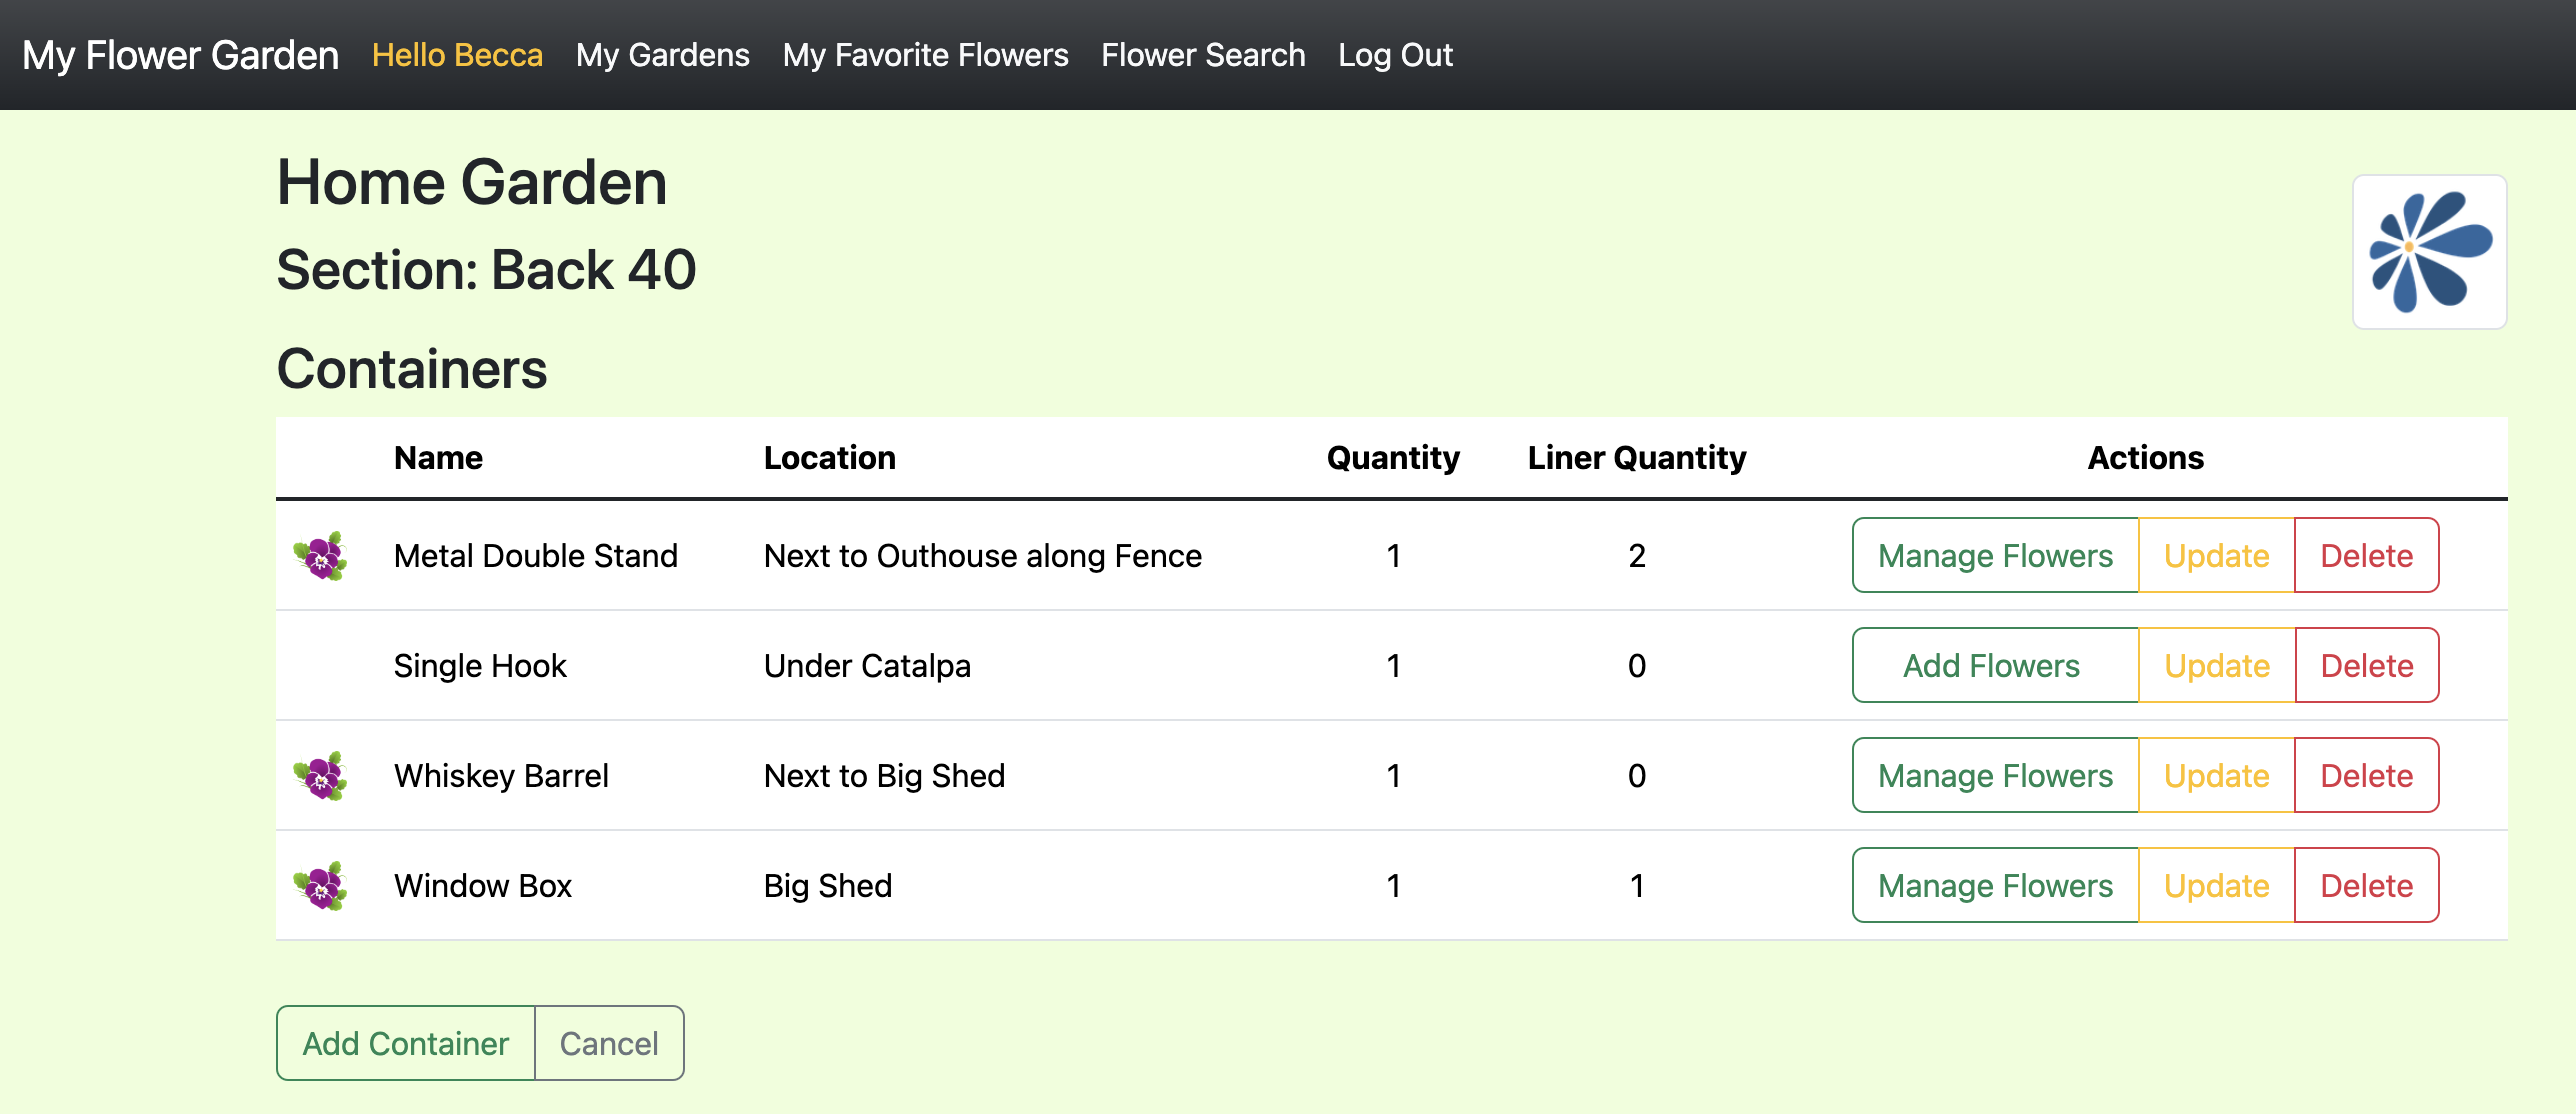 My Flower Garden Hello Becca My Gardens My Favorite Flowers Flower Search Log Out
Home Garden
Section: Back 40
Containers
Name Location Quantity Liner Quantity Actions
Metal Double Stand Next to Outhouse along Fence 1 2 Manage Flowers Update Delete
Single Hook Under Catalpa 1 0 Add Flowers Update Delete
Whiskey Barrel Next to Big Shed 1 0 Manage Flowers Update Delete
Window Box Big Shed 1 1 Manage Flowers Update Delete
Add Container Cancel